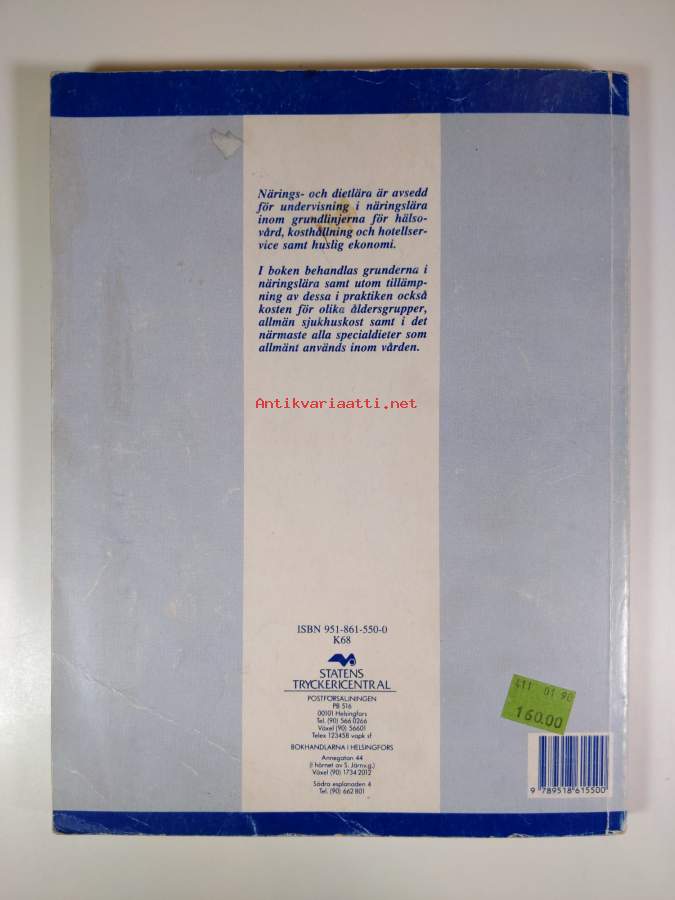 Närings- och dietlära är avsedd
för undervisning i näringslära
inom grundlinjerna för hälso-
vård, kosthållning och hotellser-
vice samt huslig ekonomi.
I boken behandlas grunderna i
näringslära samt utom tillämp-
ning av dessa i praktiken också
kosten för olika åldersgrupper,
allmän sjukhuskost samt i det
närmaste alla specialdieter som
allmänt används inom vården.
Antikvariaatti.net
ISBN 951-861-550-0
K68
STATENS
TRYCKERICENTRAL
POSTFÖRSÄLJNINGEN
PB 516
00101 Helsingfors
Tel. (90) 566 0266
Växel (90) 56601
Telex 123458 vapk sf
BOKHANDLARNA I HELSINGFORS
Annegatan 44
(I hörnet av S. Järnv.g.)
Växel (90) 1734 2012
Södra esplanaden 4
Tel. (90) 662 801
411 01 90
160.00
9 789518 615500